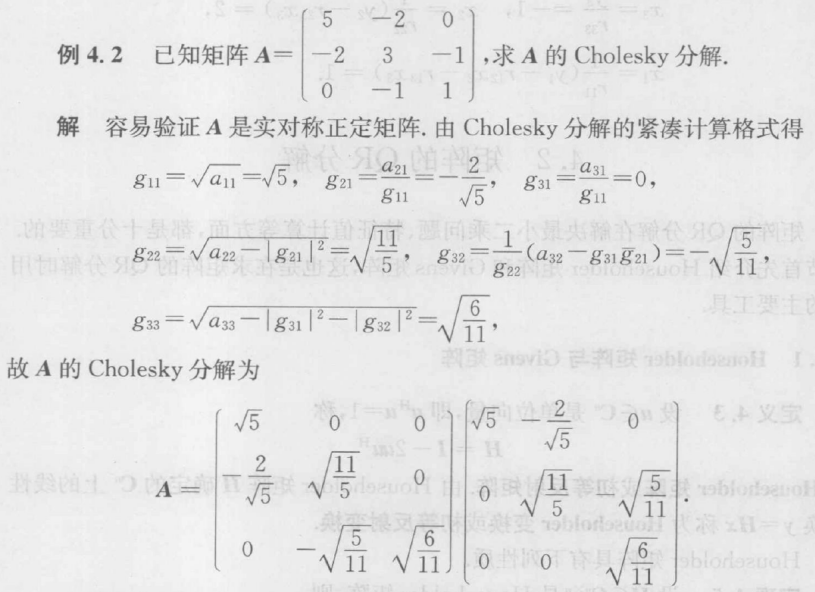 例 4.2 已知矩阵 A= [ 5 −2 0 ; −2 3 −1 ; 0 −1 1 ] ,求 A 的 Cholesky 分解.
解 容易验证 A 是实对称正定矩阵. 由 Cholesky 分解的紧凑计算格式得
g₁₁=√a₁₁=√5, g₂₁=a₂₁/g₁₁=−2/√5, g₃₁=a₃₁/g₁₁=0,
g₂₂=√(a₂₂−|g₂₁|²)=√(11/5), g₃₂=1/g₂₂(a₃₂−g₃₁g̅₂₁)=−√(5/11),
g₃₃=√(a₃₃−|g₃₁|²−|g₃₂|²)=√(6/11),
故 A 的 Cholesky 分解为
A= [ √5 0 0 ; −2/√5 √(11/5) 0 ; 0 −√(5/11) √(6/11) ] [ √5 −2/√5 0 ; 0 √(11/5) −√(5/11) ; 0 0 √(6/11) ].